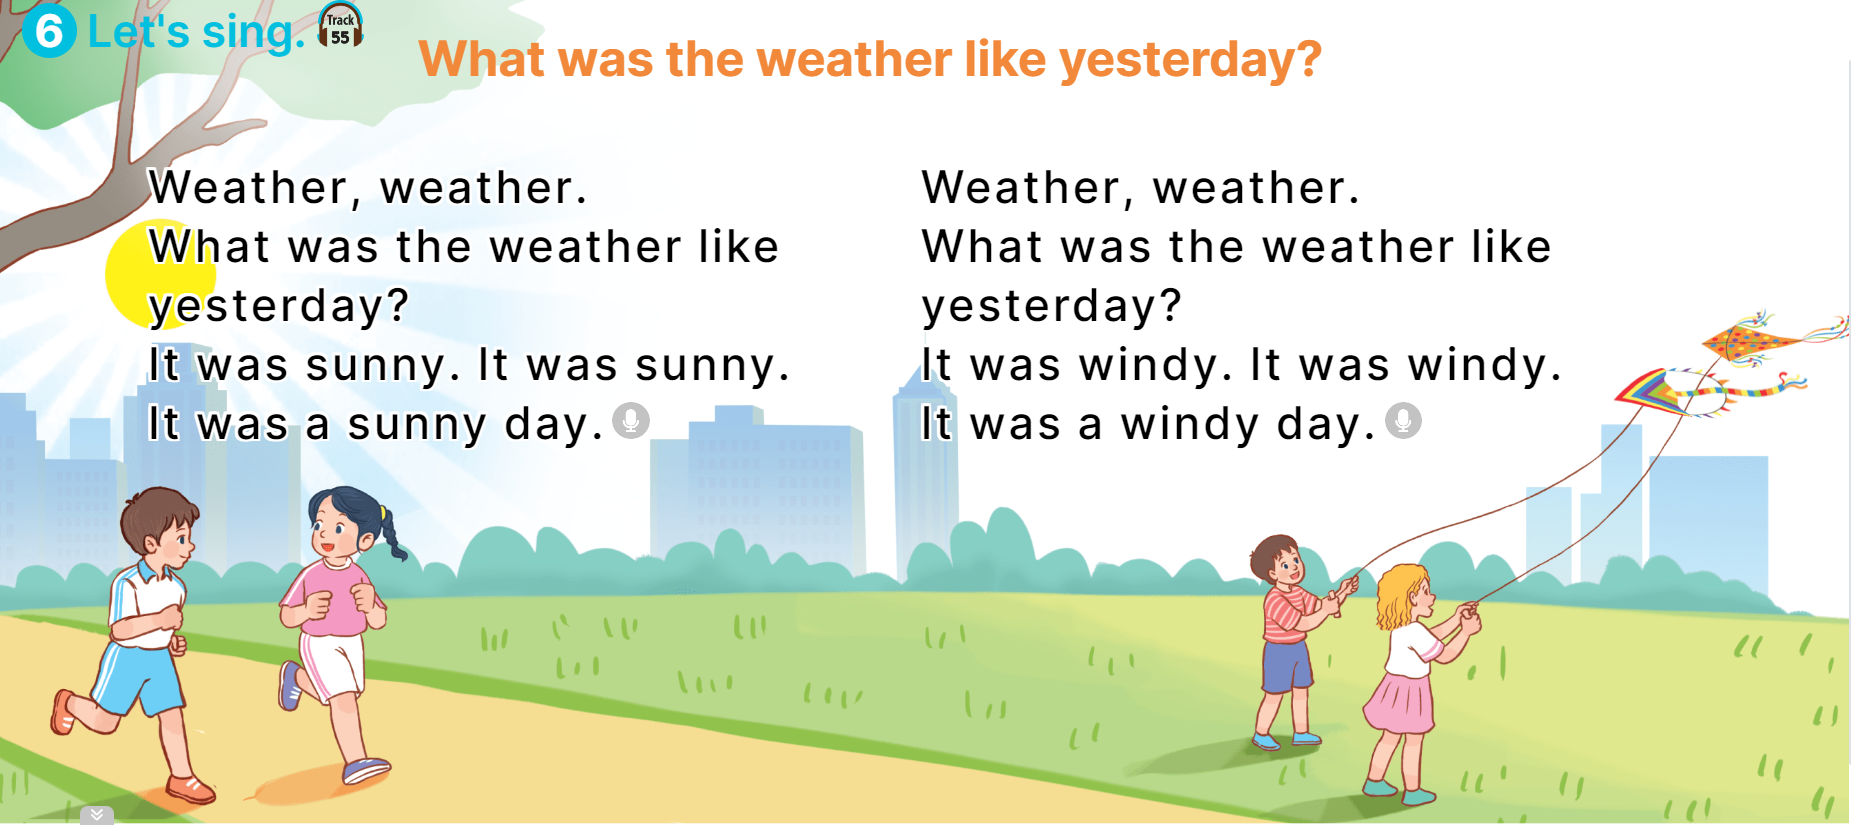 6 Let's sing. Track 55
What was the weather like yesterday?
Weather, weather.
What was the weather like
yesterday?
It was sunny. It was sunny.
It was a sunny day.
Weather, weather.
What was the weather like
yesterday?
It was windy. It was windy.
It was a windy day.